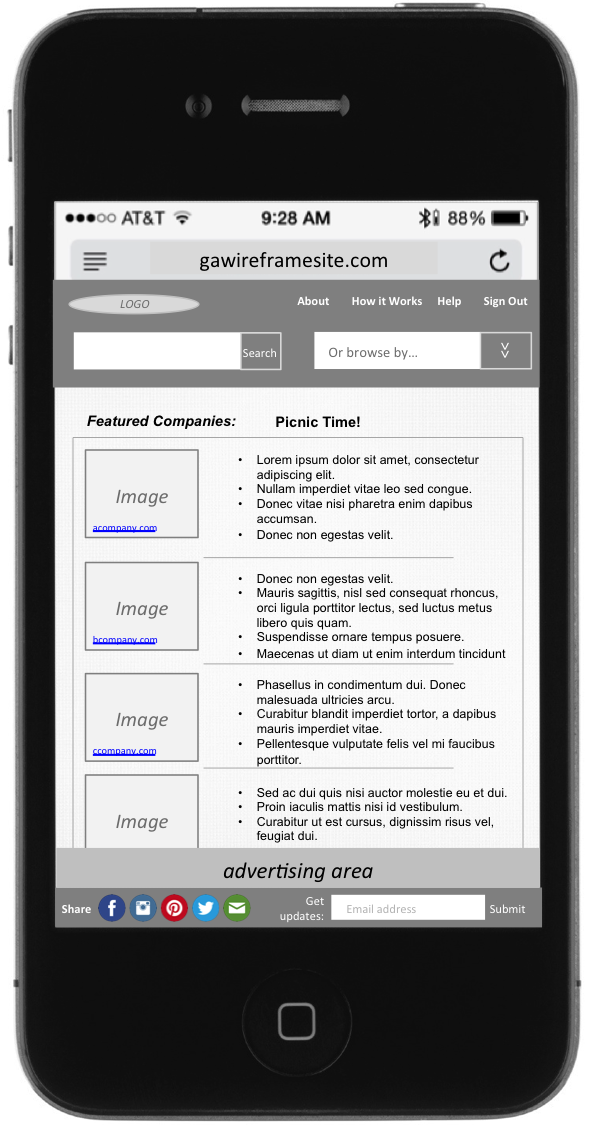 AT&T 9:28 AM 88%
gawireframesite.com
LOGO About How it Works Help Sign Out
Search Or browse by...
Featured Companies: Picnic Time!
Image
acompany.com
• Lorem ipsum dolor sit amet, consectetur
adipiscing elit.
• Nullam imperdiet vitae leo sed congue.
• Donec vitae nisi pharetra enim dapibus
accumsan.
• Donec non egestas velit.
Image
bcompany.com
• Donec non egestas velit.
• Mauris sagittis, nisl sed consequat rhoncus,
orci ligula porttitor lectus, sed luctus metus
libero quis quam.
• Suspendisse ornare tempus posuere.
• Maecenas ut diam ut enim interdum tincidunt
Image
ccompany.com
• Phasellus in condimentum dui. Donec
malesuada ultricies arcu.
• Curabitur blandit imperdiet tortor, a dapibus
mauris imperdiet vitae.
• Pellentesque vulputate felis vel mi faucibus
porttitor.
Image
• Sed ac dui quis nisi auctor molestie eu et dui.
• Proin iaculis mattis nisi id vestibulum.
• Curabitur ut est cursus, dignissim risus vel,
feugiat dui.
advertising area
Share
Get
updates:
Email address
Submit